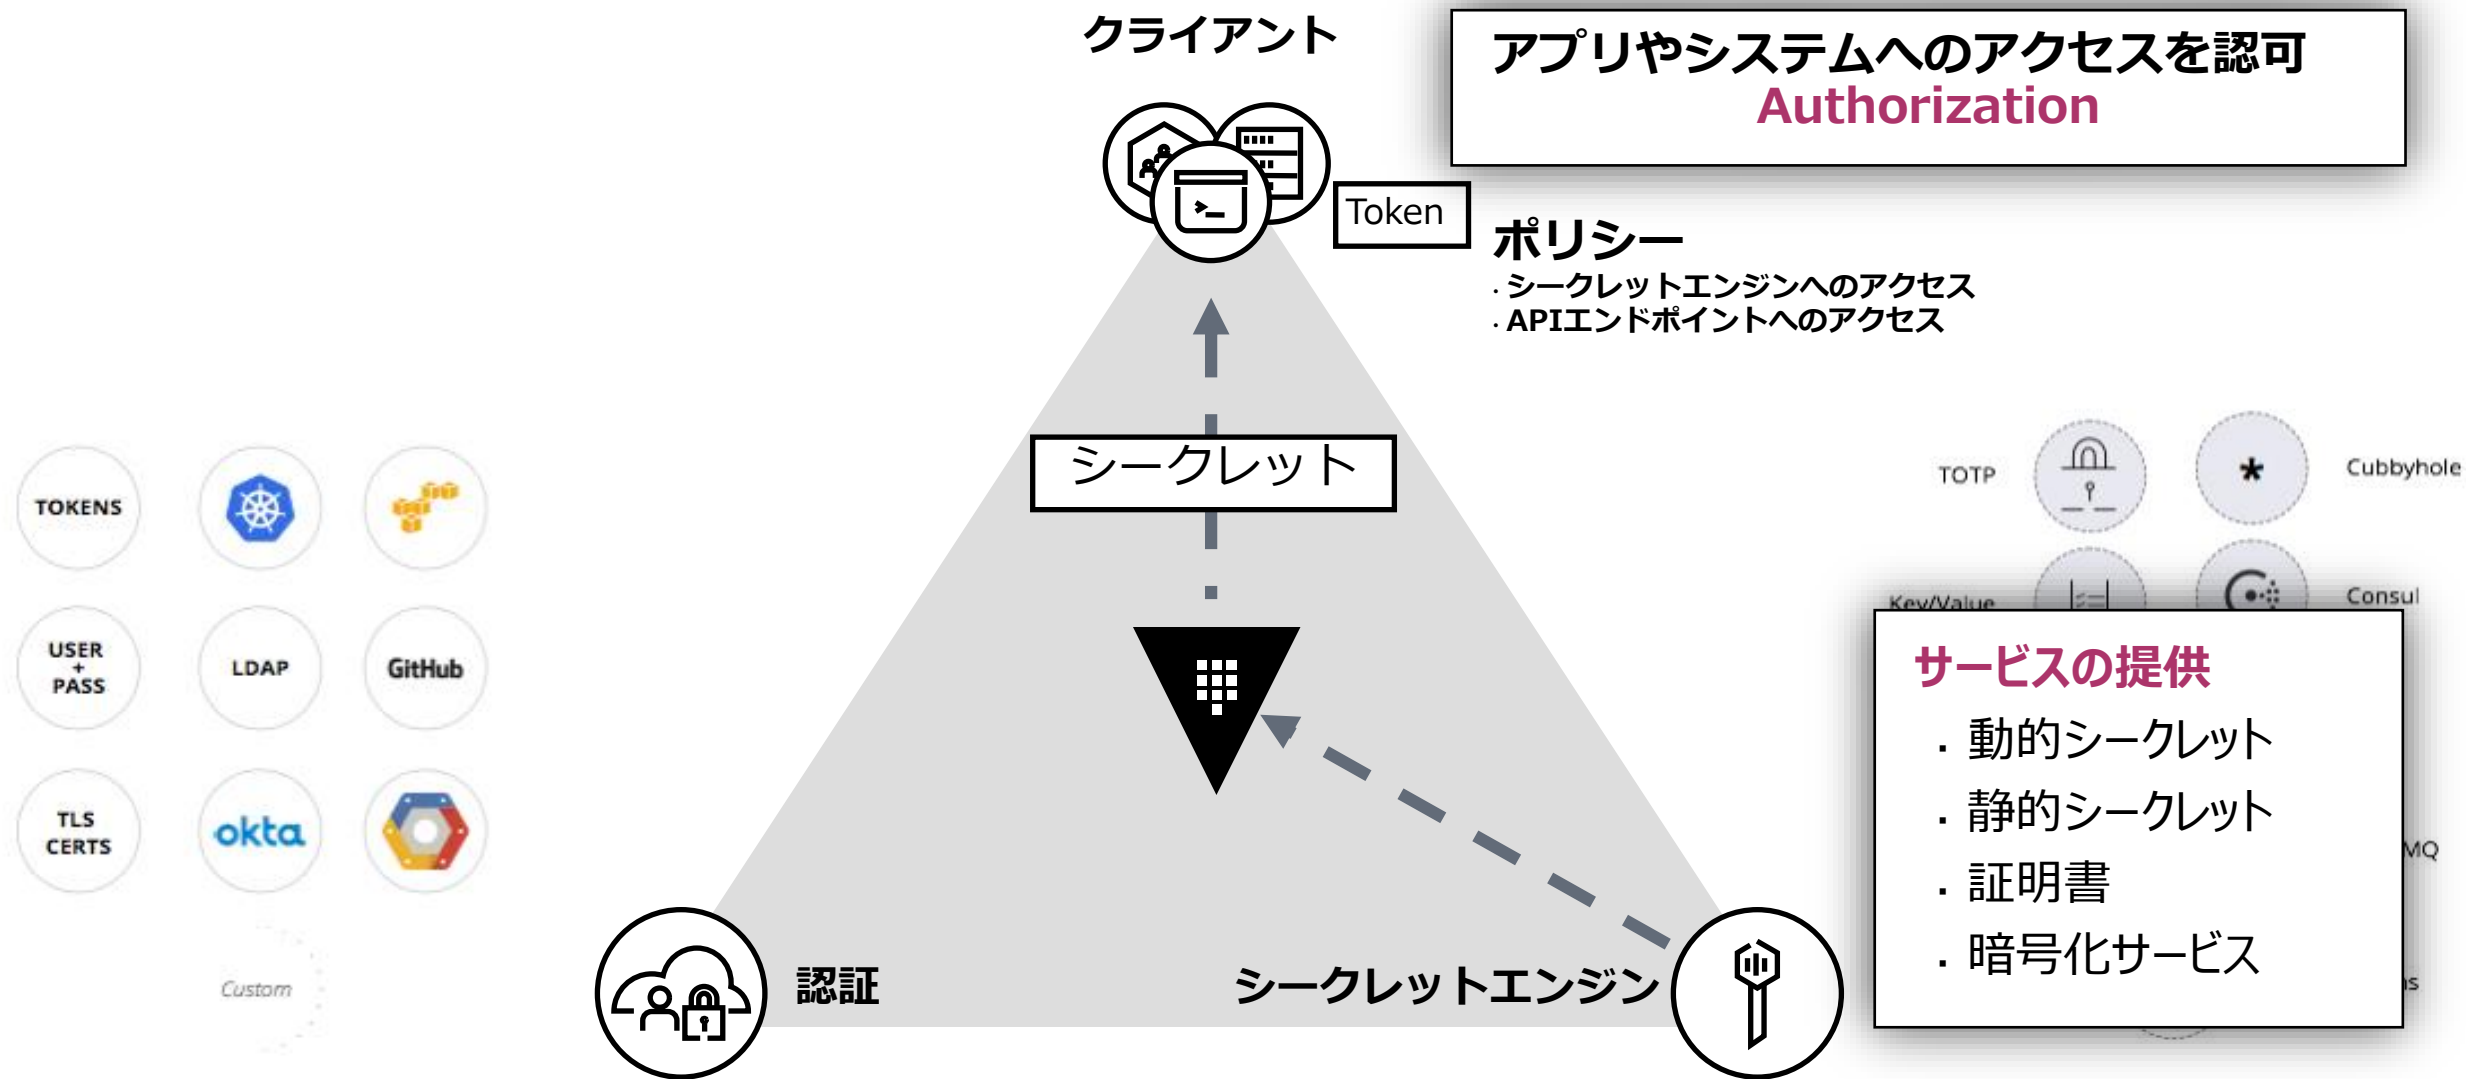 クライアント
アプリやシステムへのアクセスを認可
Authorization
Token
ポリシー
・シークレットエンジンへのアクセス
・APIエンドポイントへのアクセス
シークレット
TOKENS
USER
+
PASS
LDAP
GitHub
TLS
CERTS
okta
Custom
TOTP
Cubbyhole
Key/Value
Consul
サービスの提供
・動的シークレット
・静的シークレット
・証明書
・暗号化サービス
MQ
認証
シークレットエンジン